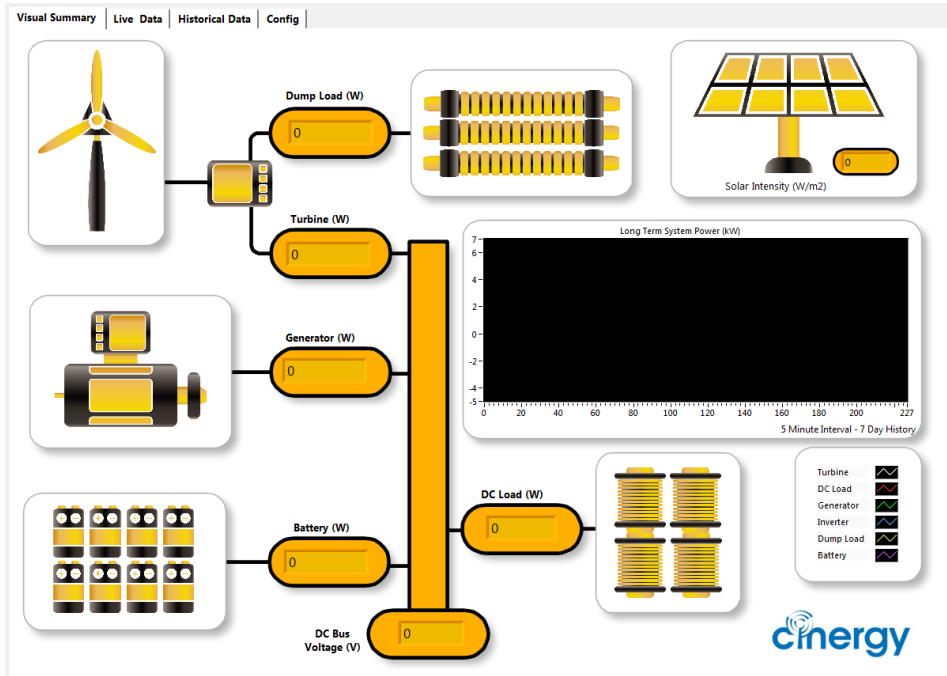 Visual Summary
Live Data
Historical Data
Config
Dump Load (W)
0
0
Solar Intensity (W/m2)
Turbine (W)
0
Long Term System Power (kW)
7
6
4
2
0
-2
-4
-5
0 20 40 60 80 100 120 140 160 180 200 227
5 Minute Interval - 7 Day History
Generator (W)
0
DC Load (W)
0
Turbine
DC Load
Generator
Inverter
Dump Load
Battery
Battery (W)
0
DC Bus
Voltage (V)
0
cinergy